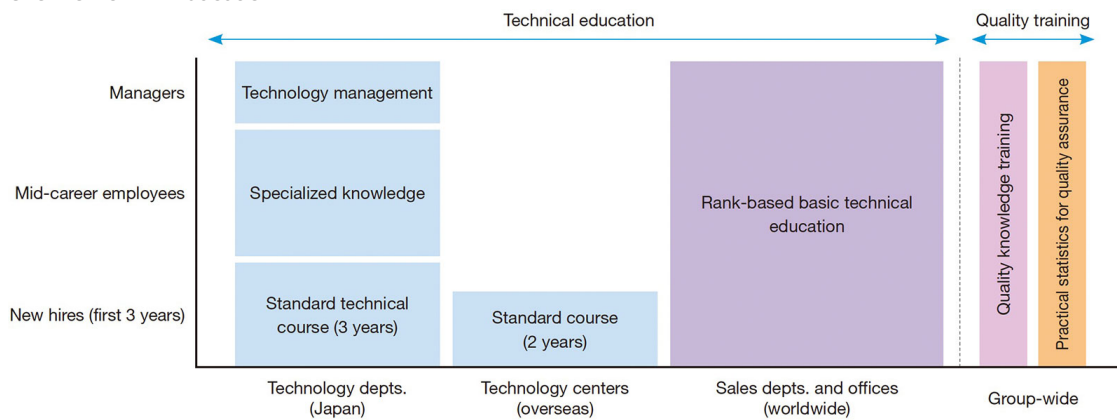 Technical education
Quality training
Managers
Mid-career employees
New hires (first 3 years)
Technology management
Specialized knowledge
Standard technical
course (3 years)
Standard course
(2 years)
Rank-based basic technical
education
Quality knowledge training
Practical statistics for quality assurance
Technology depts.
(Japan)
Technology centers
(overseas)
Sales depts. and offices
(worldwide)
Group-wide